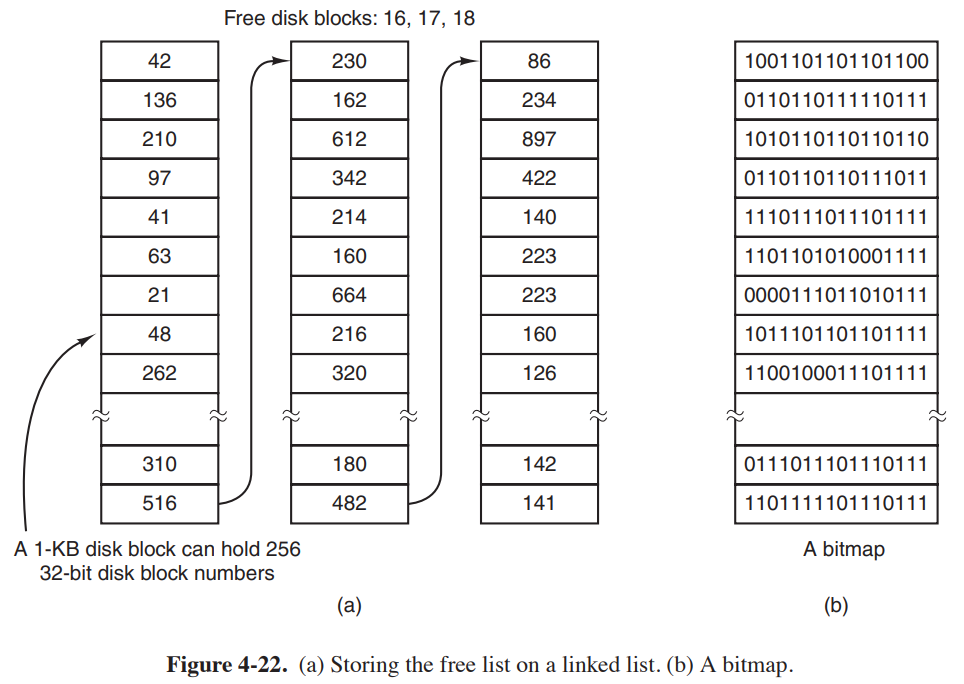 Free disk blocks: 16, 17, 18
42 230 86 1001101101101100
136 162 234 0110110111110111
210 612 897 1010110110110110
97 342 422 0110110110111011
41 214 140 1110111011101111
63 160 223 1101101010001111
21 664 223 0000111011010111
48 216 160 1011101101101111
262 320 126 1100100011101111
310 180 142 0111011101110111
516 482 141 1101111101110111
A 1-KB disk block can hold 256
32-bit disk block numbers
A bitmap
(a) (b)
Figure 4-22. (a) Storing the free list on a linked list. (b) A bitmap.